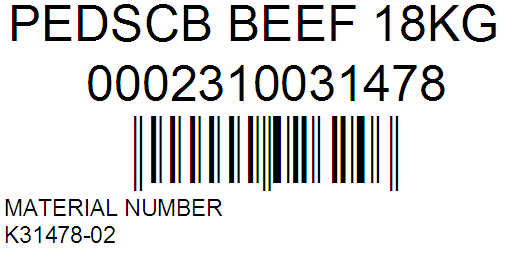 PEDSCB BEEF 18KG
0002310031478
MATERIAL NUMBER
K31478-02